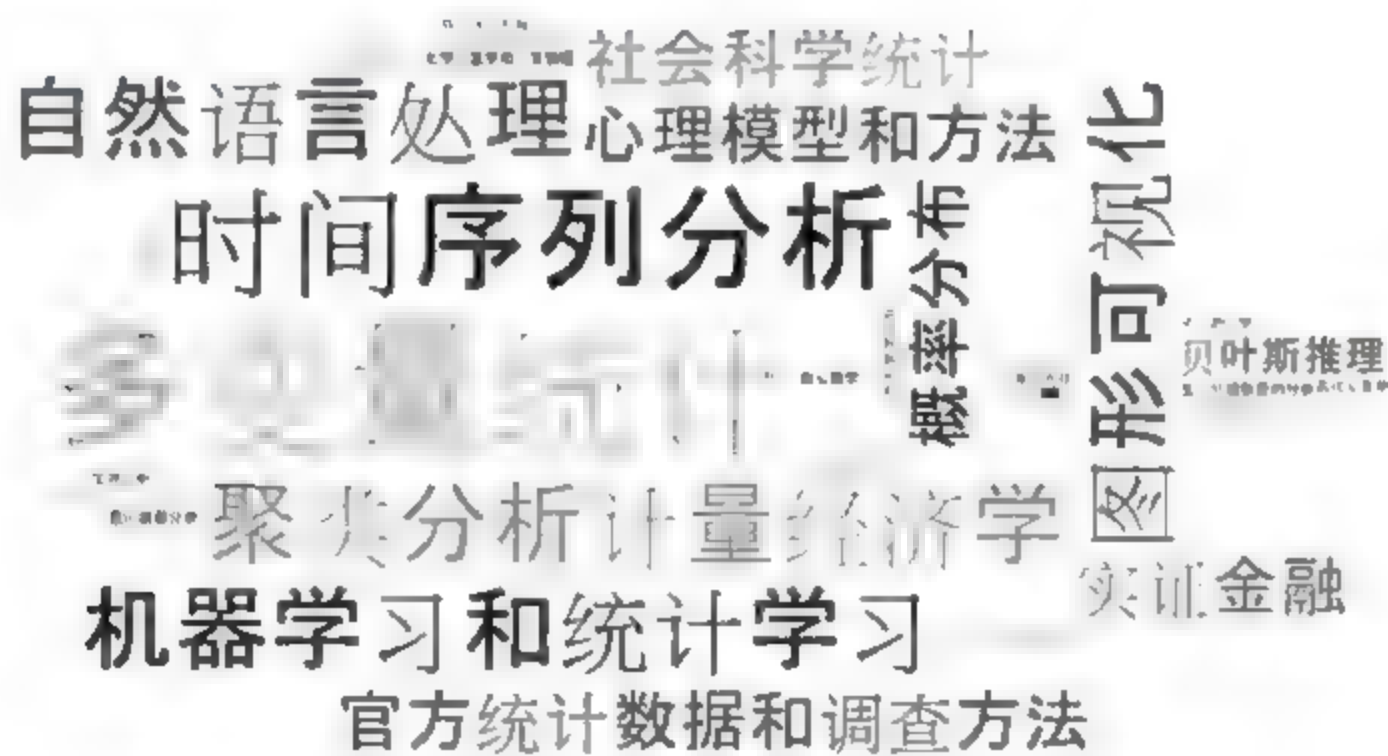 社会科学统计
自然语言处理
心理模型和方法
时间序列分析
概率分布
图形可视化
多变量统计
贝叶斯推理
聚类分析
计量经济学
实证金融
机器学习和统计学习
官方统计数据和调查方法